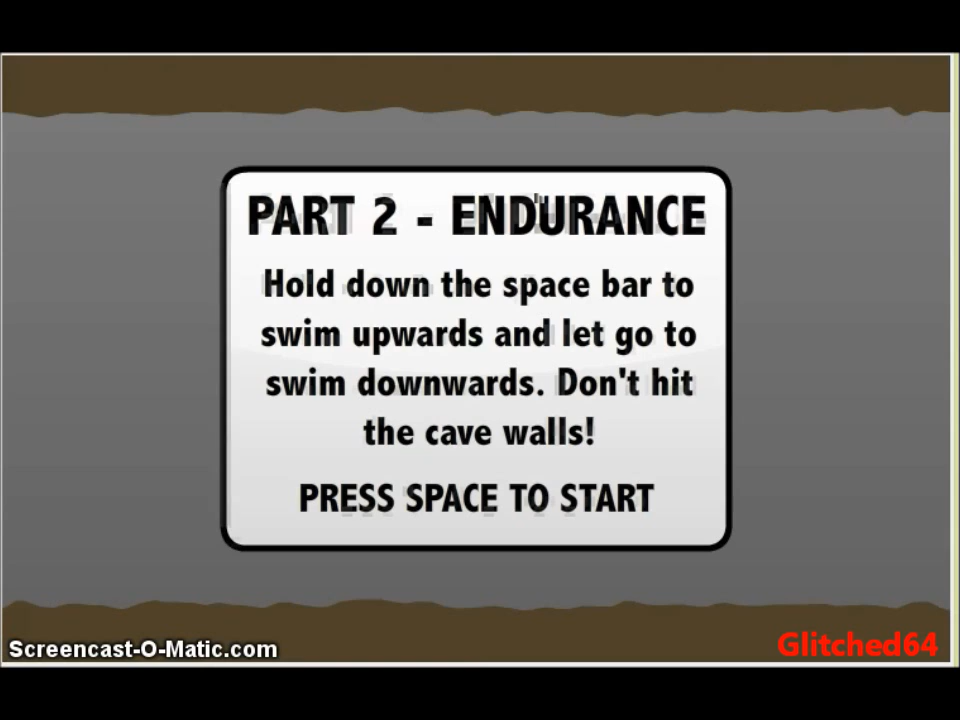 PART 2 - ENDURANCE
Hold down the space bar to
swim upwards and let go to
swim downwards. Don't hit
the cave walls!
PRESS SPACE TO START
Screencast-O-Matic.com
Glitched64